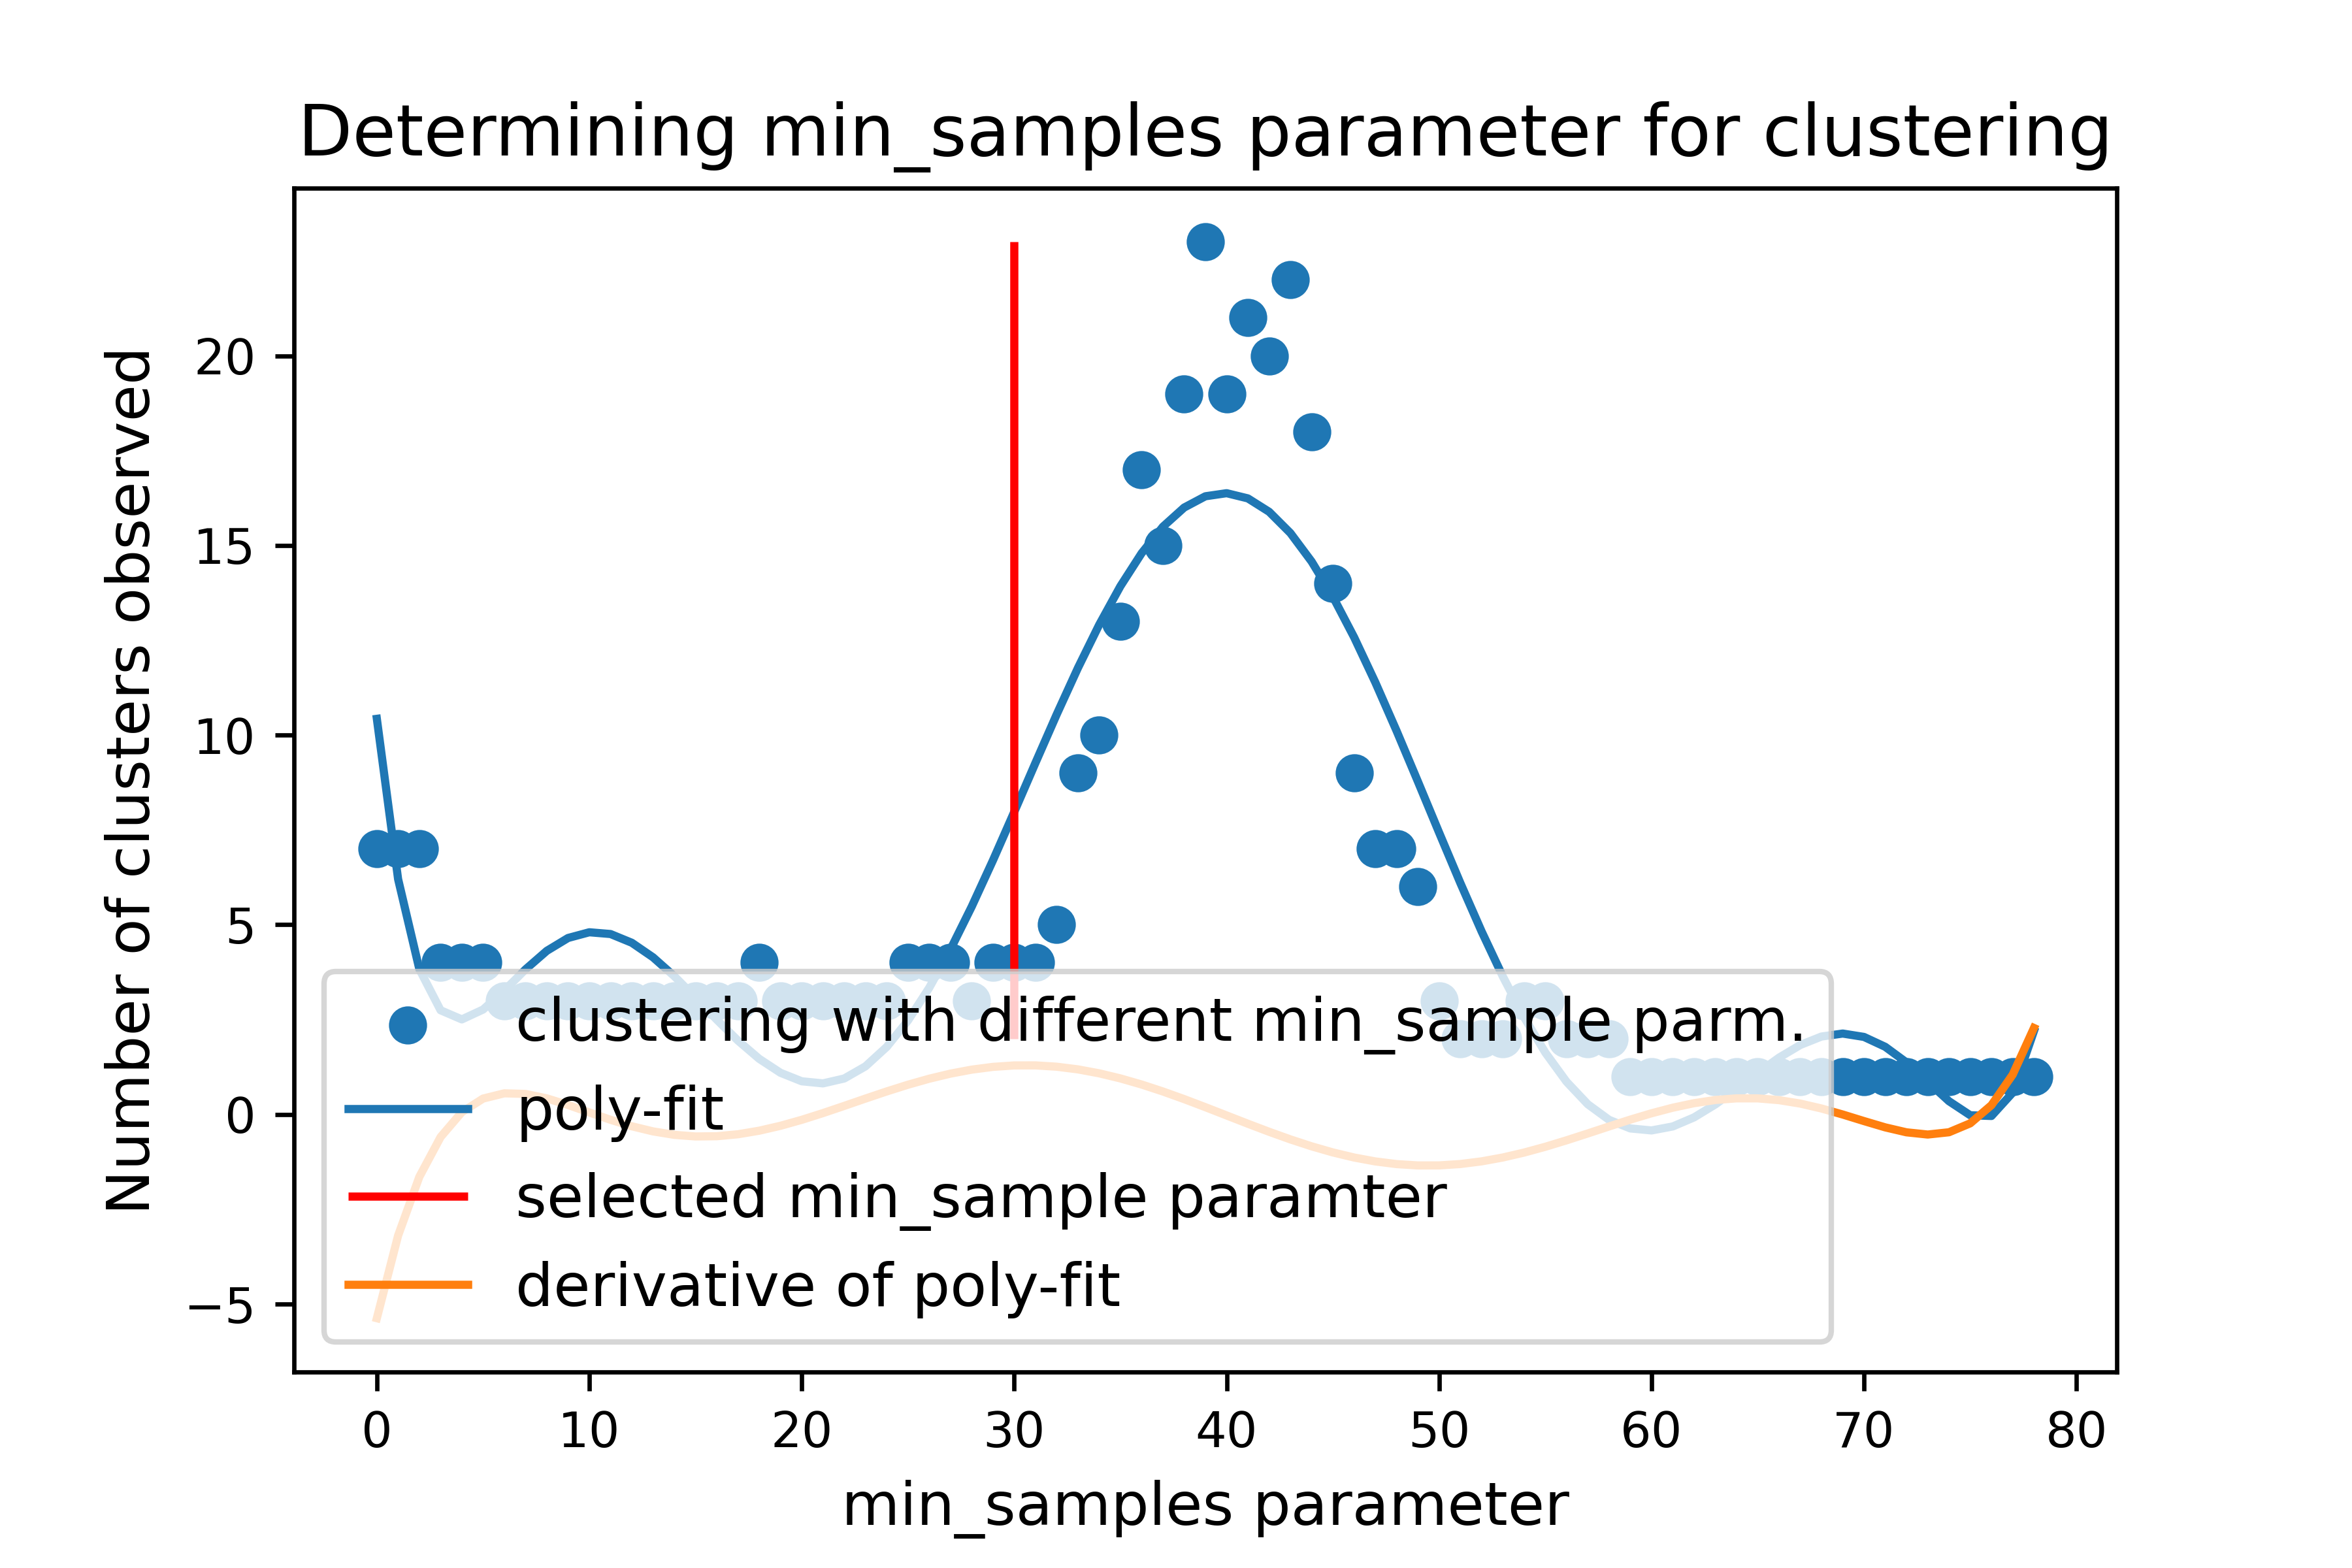 Determining min_samples parameter for clustering
Number of clusters observed
20
15
10
5
0
−5
clustering with different min_sample parm.
poly-fit
selected min_sample paramter
derivative of poly-fit
0 10 20 30 40 50 60 70 80
min_samples parameter